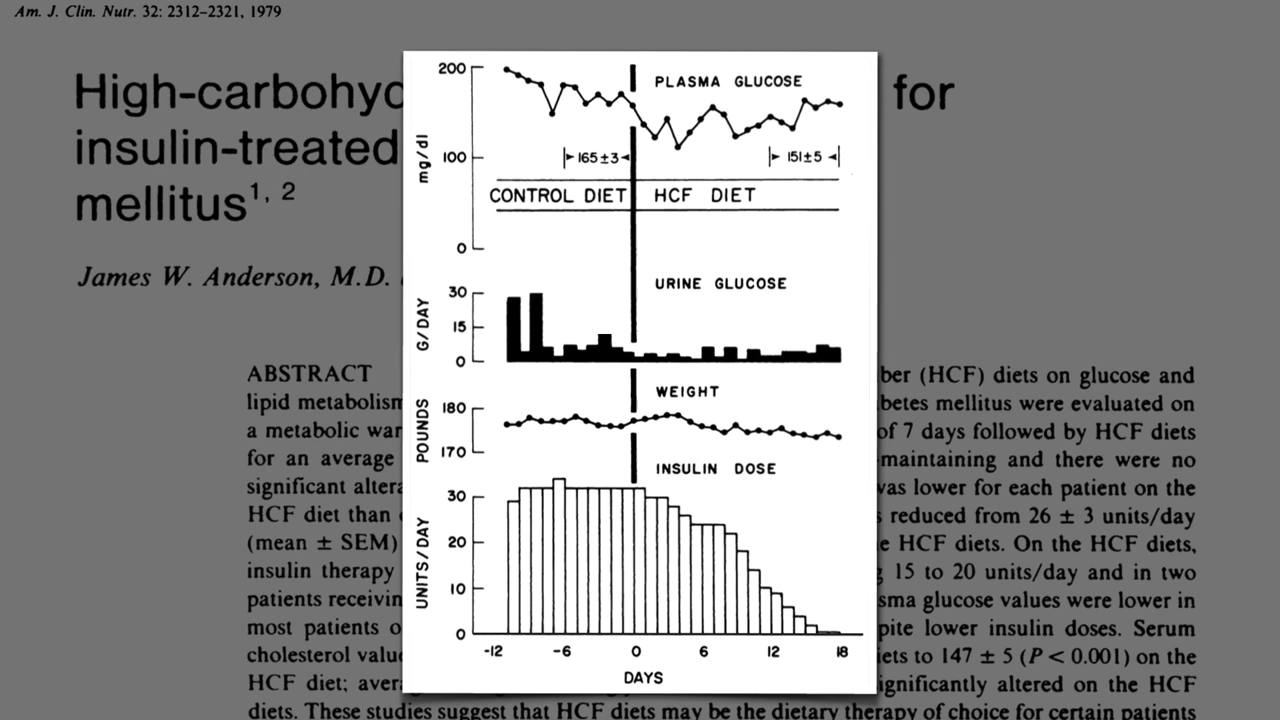 Am. J. Clin. Nutr. 32: 2312–2321, 1979
High-carbohyd for
insulin-treated
mellitus1, 2
James W. Anderson, M.D.
200
PLASMA GLUCOSE
mg/dl
165±3
151±5
100
CONTROL DIET HCF DIET
0
URINE GLUCOSE
G/DAY
30
15
0
WEIGHT
POUNDS
180
170
INSULIN DOSE
UNITS/DAY
30
20
10
0
-12 -6 0 6 12 18
DAYS
ABSTRACT ber (HCF) diets on glucose and
lipid metabolism betes mellitus were evaluated on
a metabolic war of 7 days followed by HCF diets
for an average maintaining and there were no
significant altera was lower for each patient on the
HCF diet than reduced from 26 ± 3 units/day
(mean ± SEM) e HCF diets. On the HCF diets,
insulin therapy 15 to 20 units/day and in two
patients receivin sma glucose values were lower in
most patients o pite lower insulin doses. Serum
cholesterol value iets to 147 ± 5 (P < 0.001) on the
HCF diet; avera ignificantly altered on the HCF
diets. These studies suggest that HCF diets may be the dietary therapy of choice for certain patients